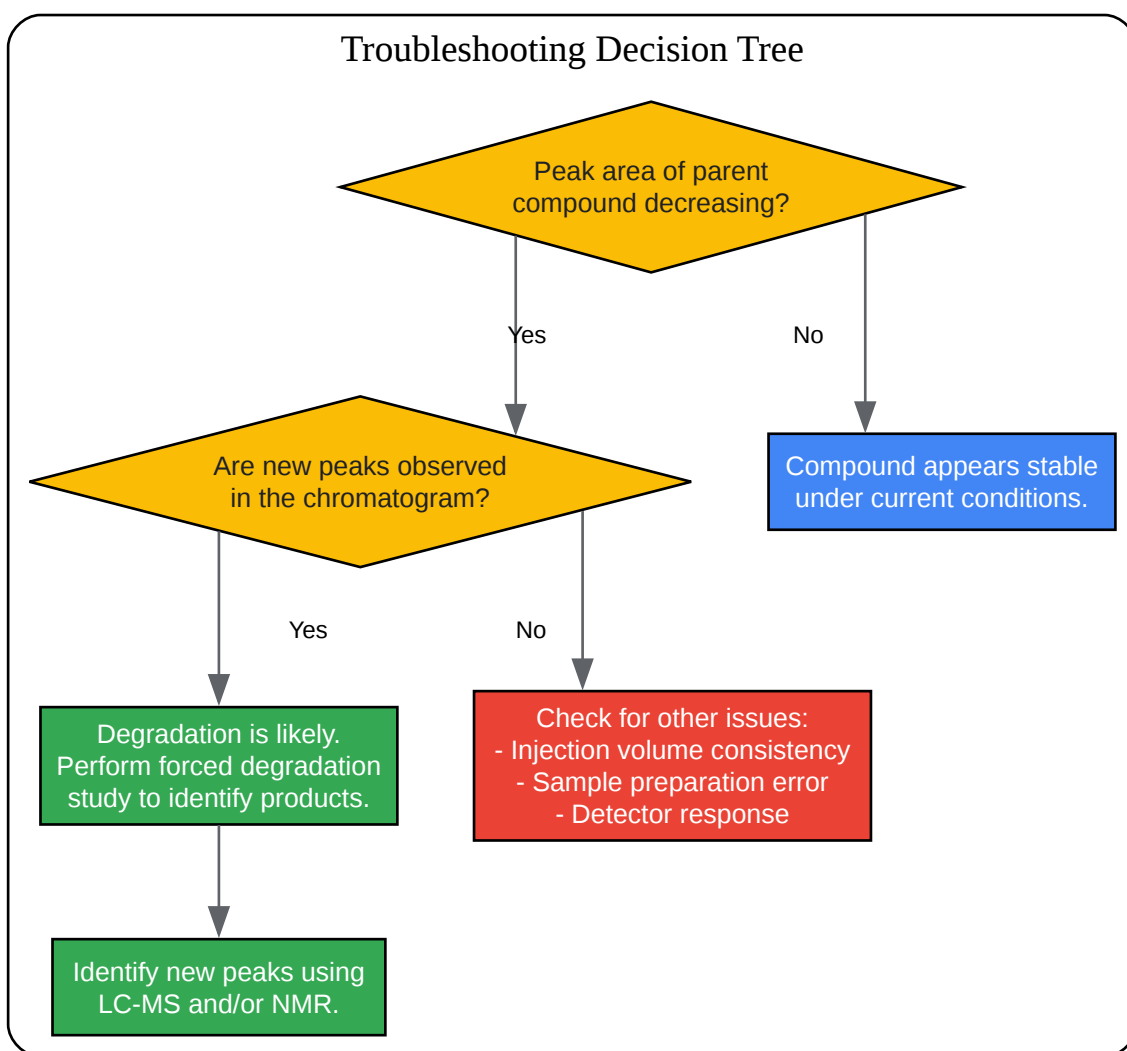 Troubleshooting Decision Tree
Peak area of parent
compound decreasing?
Yes
No
Are new peaks observed
in the chromatogram?
Compound appears stable
under current conditions.
Yes
No
Degradation is likely.
Perform forced degradation
study to identify products.
Check for other issues:
- Injection volume consistency
- Sample preparation error
- Detector response
Identify new peaks using
LC-MS and/or NMR.